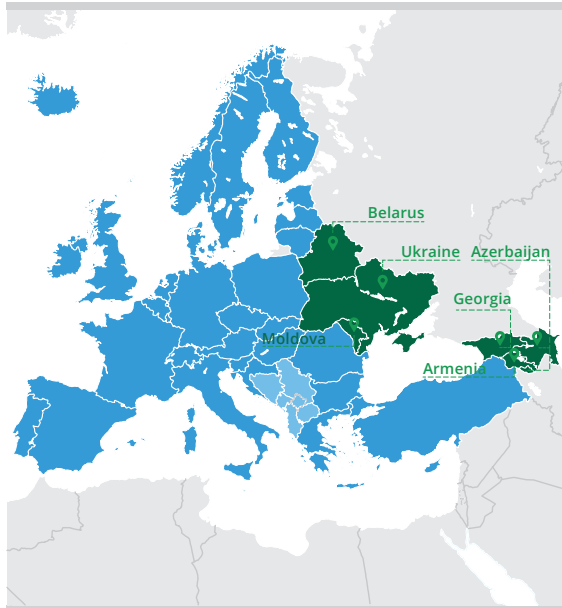 Belarus
Ukraine
Azerbaijan
Georgia
Moldova
Armenia